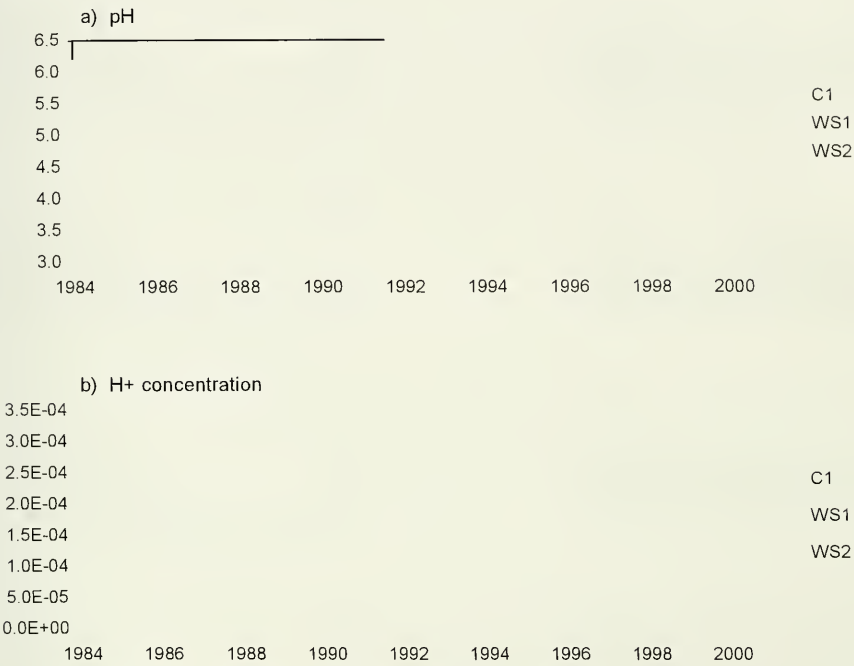 a) pH
6.5
6.0
5.5
5.0
4.5
4.0
3.5
3.0
C1
WS1
WS2
1984 1986 1988 1990 1992 1994 1996 1998 2000
b) H+ concentration
3.5E-04
3.0E-04
2.5E-04
2.0E-04
1.5E-04
1.0E-04
5.0E-05
0.0E+00
C1
WS1
WS2
1984 1986 1988 1990 1992 1994 1996 1998 2000